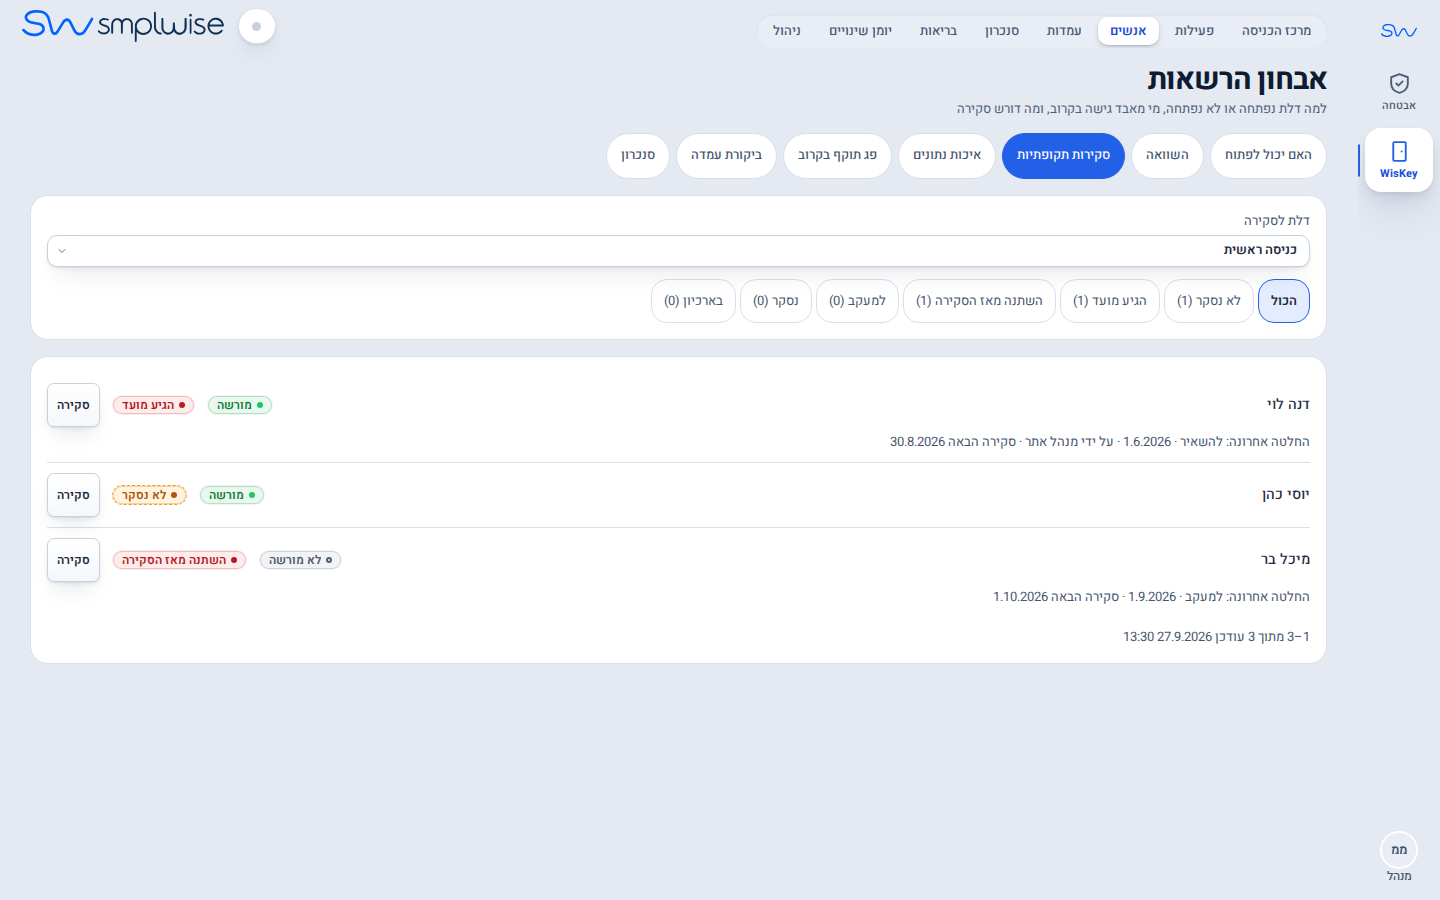 smplwise
מרכז הכניסה פעילות אנשים עמדות סנכרון בריאות יומן שינויים ניהול
אבטחה
WisKey
אבחון הרשאות
למה דלת נפתחה או לא נפתחה, מי מאבד גישה בקרוב, ומה דורש סקירה
האם יכול לפתוח השוואה סקירות תקופתיות איכות נתונים פג תוקף בקרוב ביקורת עמדה סנכרון
דלת לסקירה
כניסה ראשית
הכול לא נסקר (1) הגיע מועד (1) השתנה מאז הסקירה (1) למעקב (0) נסקר (0) בארכיון (0)
דנה לוי מורשה הגיע מועד סקירה
החלטה אחרונה: להשאיר · 1.6.2026 · על ידי מנהל אתר · סקירה הבאה 30.8.2026
יוסי כהן מורשה לא נסקר סקירה
מיכל בר לא מורשה השתנה מאז הסקירה סקירה
החלטה אחרונה: למעקב · 1.9.2026 · סקירה הבאה 1.10.2026
1–3 מתוך 3 עודכן 27.9.2026 13:30
ממ
מנהל